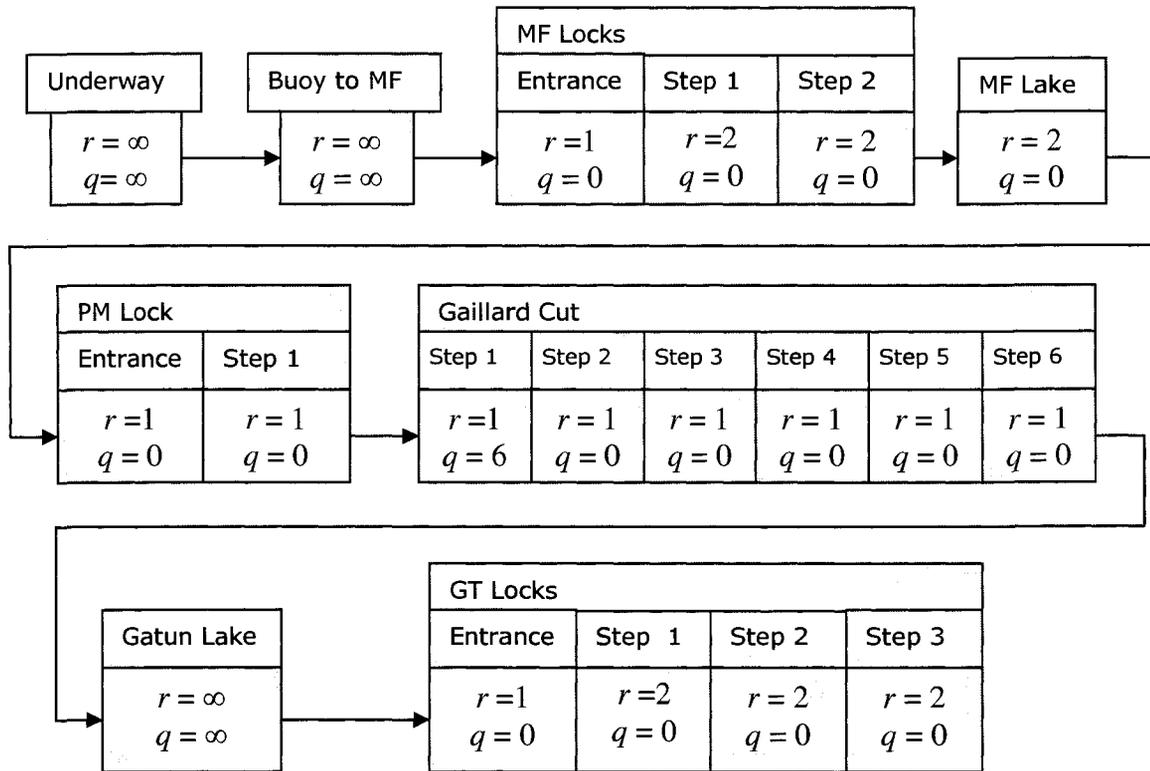 MF Locks
Underway Buoy to MF Entrance Step 1 Step 2 MF Lake
r = ∞ r = ∞ r =1 r =2 r = 2 r = 2
q= ∞ q = ∞ q = 0 q = 0 q = 0 q = 0
PM Lock Gaillard Cut
Entrance Step 1 Step 1 Step 2 Step 3 Step 4 Step 5 Step 6
r =1 r = 1 r =1 r = 1 r = 1 r = 1 r = 1 r = 1
q = 0 q = 0 q = 6 q = 0 q = 0 q = 0 q = 0 q = 0
GT Locks
Gatun Lake Entrance Step 1 Step 2 Step 3
r = ∞ r =1 r =2 r = 2 r = 2
q = ∞ q = 0 q = 0 q = 0 q = 0